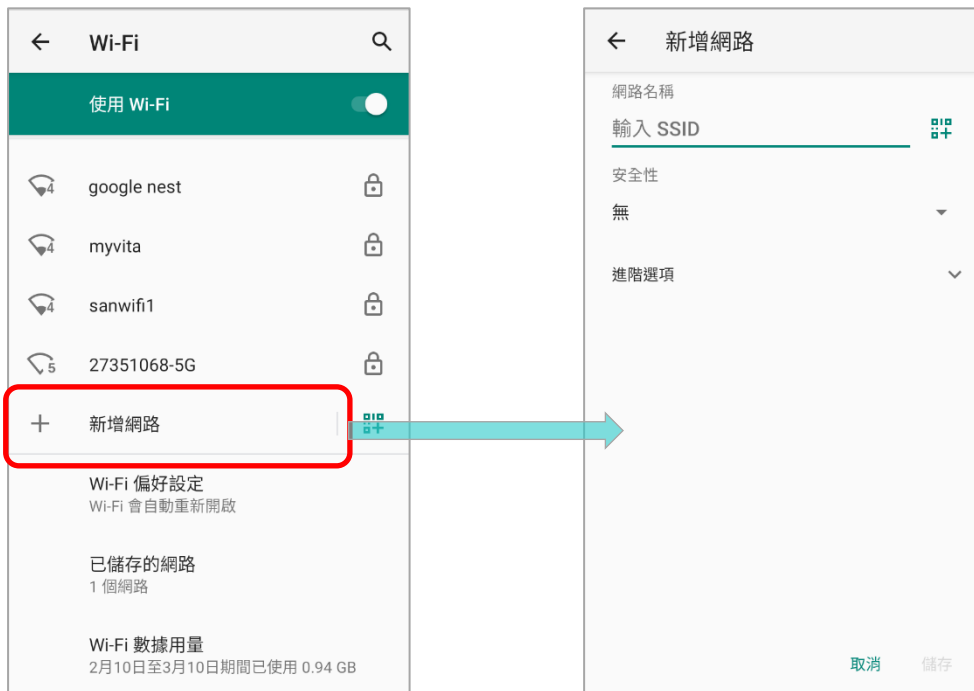 Wi-Fi
使用 Wi-Fi
4
google nest
4
myvita
4
sanwifi1
5
27351068-5G
新增網路
Wi-Fi 偏好設定
Wi-Fi 會自動重新開啟
已儲存的網路
1 個網路
Wi-Fi 數據用量
2月10日至3月10日期間已使用 0.94 GB
新增網路
網路名稱
輸入 SSID
安全性
無
進階選項
取消
儲存